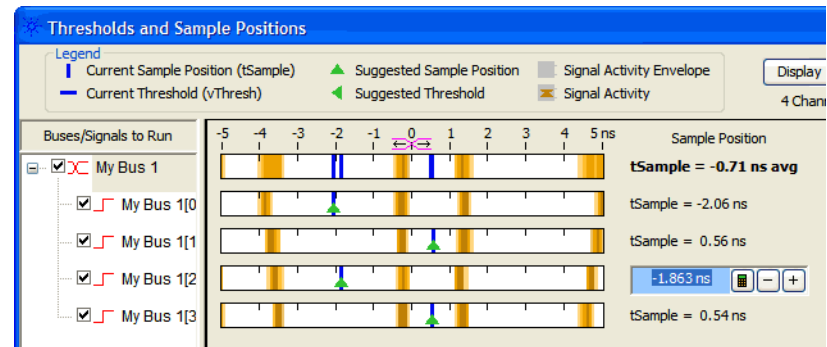 Thresholds and Sample Positions
Legend
Current Sample Position (tSample) Suggested Sample Position Signal Activity Envelope Display
Current Threshold (vThresh) Suggested Threshold Signal Activity
4 Chann
Buses/Signals to Run -5 -4 -3 -2 -1 0 1 2 3 4 5 ns Sample Position
My Bus 1 tSample = -0.71 ns avg
My Bus 1[0 tSample = -2.06 ns
My Bus 1[1 tSample = 0.56 ns
My Bus 1[2 -1.863 ns
My Bus 1[3 tSample = 0.54 ns